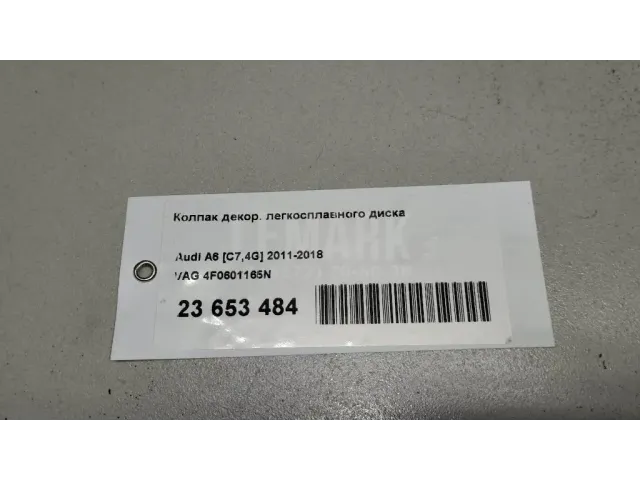 Колпак декор. легкосплавного диска
Audi A6 [C7,4G] 2011-2018
VAG 4F0601165N
23 653 484